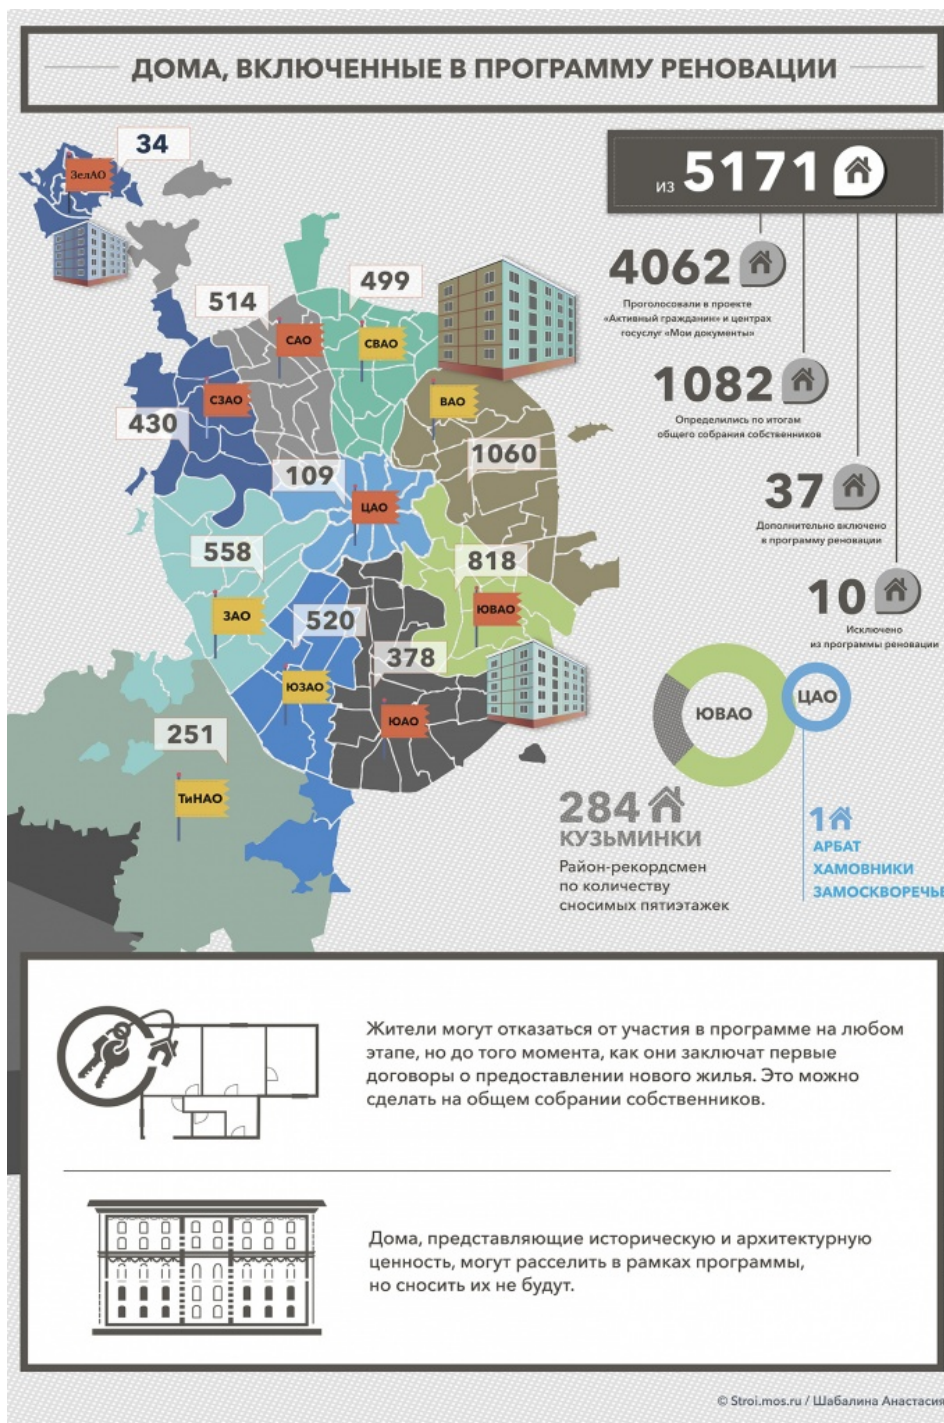 ДОМА, ВКЛЮЧЕННЫЕ В ПРОГРАММУ РЕНОВАЦИИ
34
ЗелАО
514
499
САО
СВАО
СЗАО
ВАО
430
1060
109
ЦАО
558
818
ЗАО
520
ЮВАО
378
ЮЗАО
ЮАО
251
ТиНАО
из 5171
4062
Проголосовали в проекте
«Активный гражданин» и центрах
госуслуг «Мои документы»
1082
Определились по итогам
общего собрания собственников
37
Дополнительно включено
в программу реновации
10
Исключено
из программы реновации
ЮВАО
ЦАО
284
КУЗЬМИНКИ
Район-рекордсмен
по количеству
сносимых пятиэтажек
1
АРБАТ
ХАМОВНИКИ
ЗАМОСКВОРЕЧЬЕ
Жители могут отказаться от участия в программе на любом
этапе, но до того момента, как они заключат первые
договоры о предоставлении нового жилья. Это можно
сделать на общем собрании собственников.
Дома, представляющие историческую и архитектурную
ценность, могут расселить в рамках программы,
но сносить их не будут.
© Stroi.mos.ru / Шабалина Анастасия